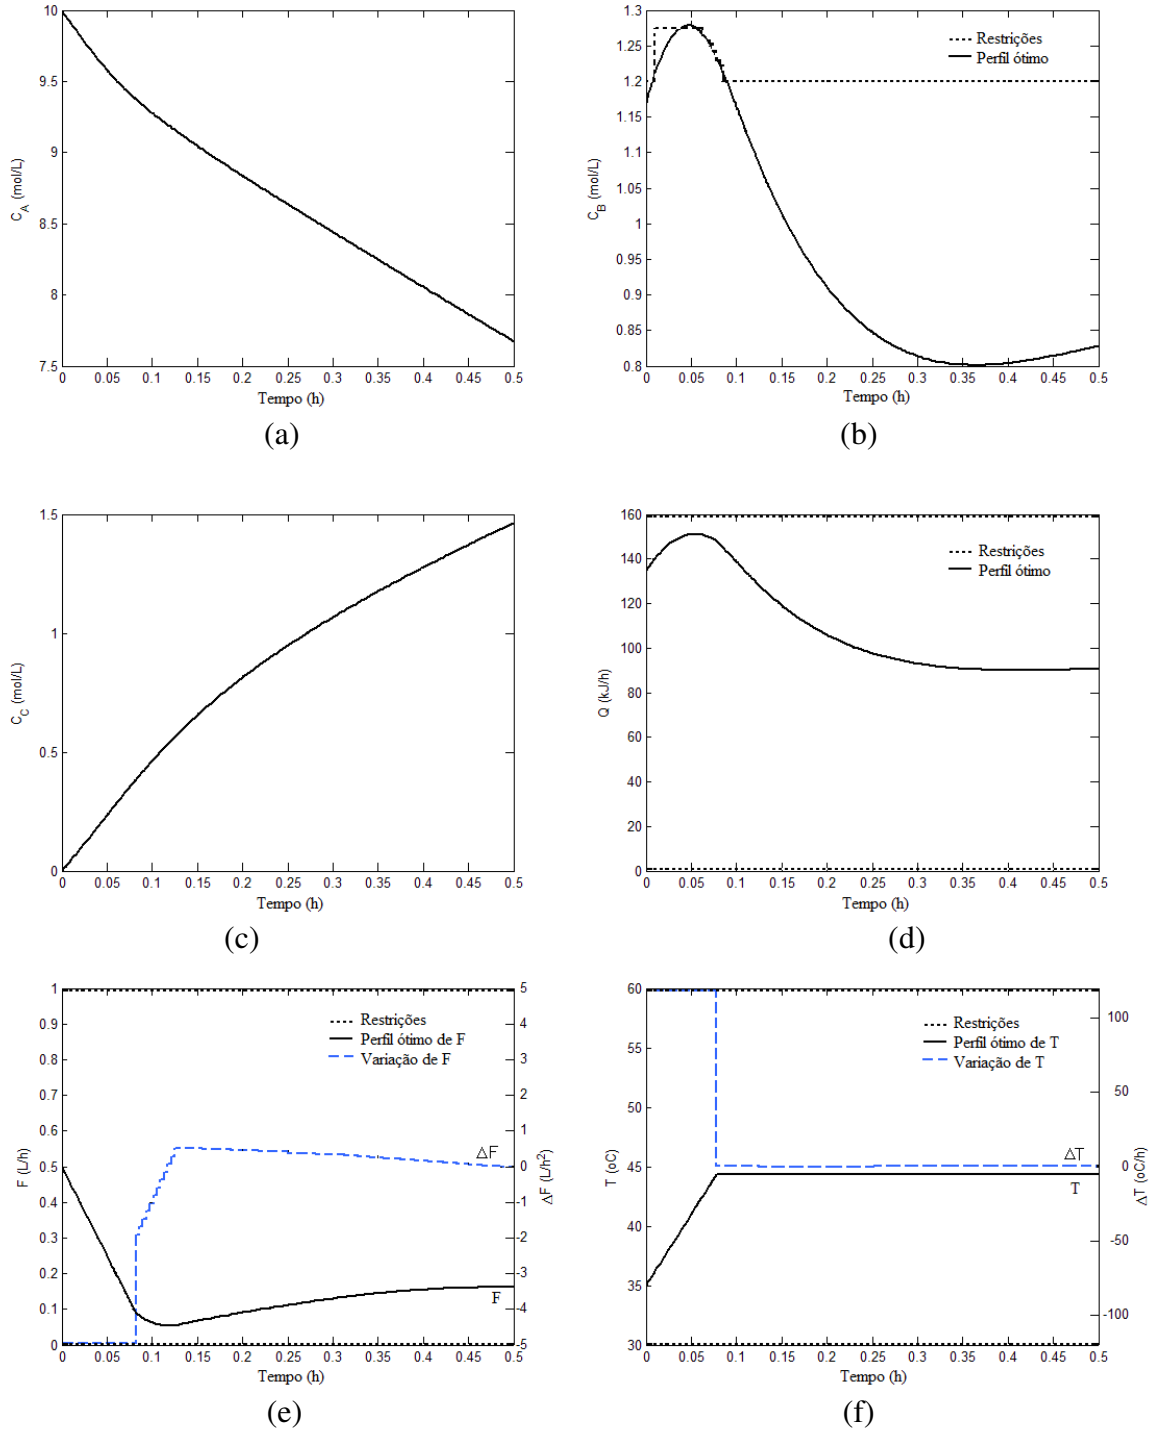 10
9.5
9
8.5
8
7.5
C_A (mol/L)
0 0.05 0.1 0.15 0.2 0.25 0.3 0.35 0.4 0.45 0.5
Tempo (h)
(a)
1.3
1.25
1.2
1.15
1.1
1.05
1
0.95
0.9
0.85
0.8
C_B (mol/L)
Restrições
Perfil ótimo
0 0.05 0.1 0.15 0.2 0.25 0.3 0.35 0.4 0.45 0.5
Tempo (h)
(b)
1.5
1
0.5
0
C_C (mol/L)
0 0.05 0.1 0.15 0.2 0.25 0.3 0.35 0.4 0.45 0.5
Tempo (h)
(c)
160
140
120
100
80
60
40
20
0
Q (kJ/h)
Restrições
Perfil ótimo
0 0.05 0.1 0.15 0.2 0.25 0.3 0.35 0.4 0.45 0.5
Tempo (h)
(d)
1
0.9
0.8
0.7
0.6
0.5
0.4
0.3
0.2
0.1
0
F (L/h)
Restrições
Perfil ótimo de F
Variação de F
ΔF
F
5
4
3
2
1
0
-1
-2
-3
-4
-5
ΔF (L/h²)
0 0.05 0.1 0.15 0.2 0.25 0.3 0.35 0.4 0.45 0.5
Tempo (h)
(e)
60
55
50
45
40
35
30
T (oC)
Restrições
Perfil ótimo de T
Variação de T
ΔT
T
100
50
0
-50
-100
ΔT (oC/h)
0 0.05 0.1 0.15 0.2 0.25 0.3 0.35 0.4 0.45 0.5
Tempo (h)
(f)